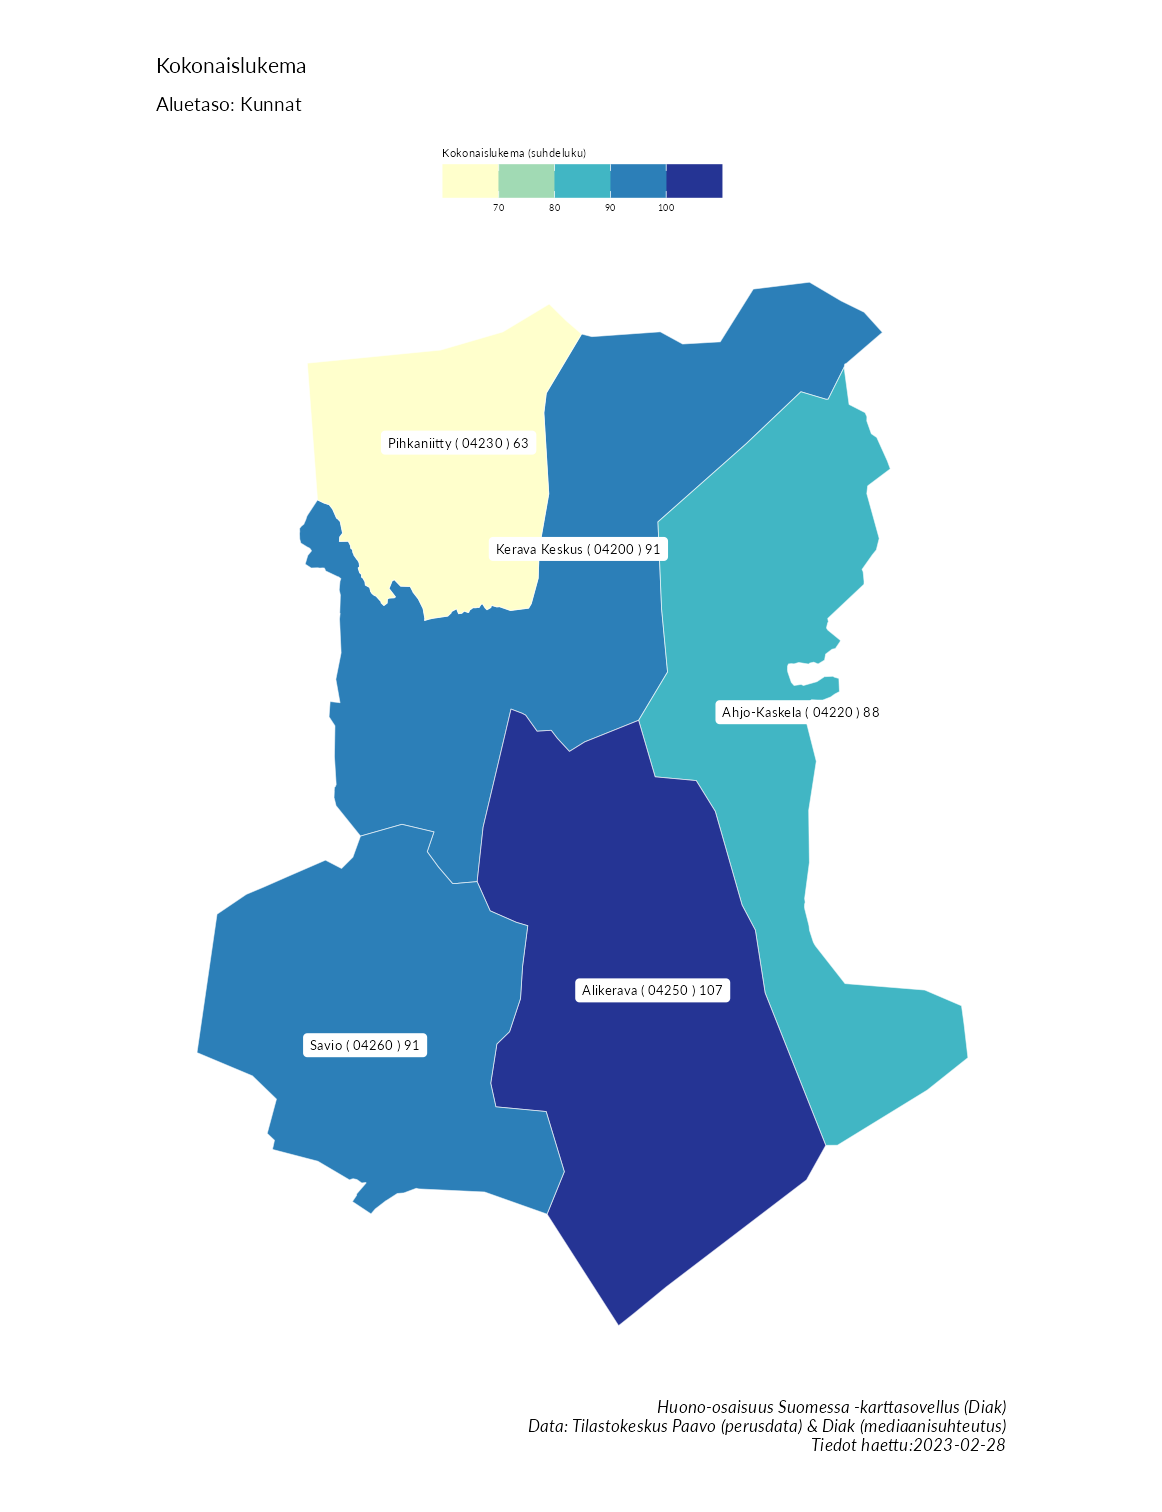 Kokonaislukema
Aluetaso: Kunnat
Kokonaislukema (suhdeluku)
70 80 90 100
Pihkaniitty ( 04230 ) 63
Kerava Keskus ( 04200 ) 91
Ahjo-Kaskela ( 04220 ) 88
Alikerava ( 04250 ) 107
Savio ( 04260 ) 91
Huono-osaisuus Suomessa -karttasovellus (Diak)
Data: Tilastokeskus Paavo (perusdata) & Diak (mediaanisuhteutus)
Tiedot haettu:2023-02-28